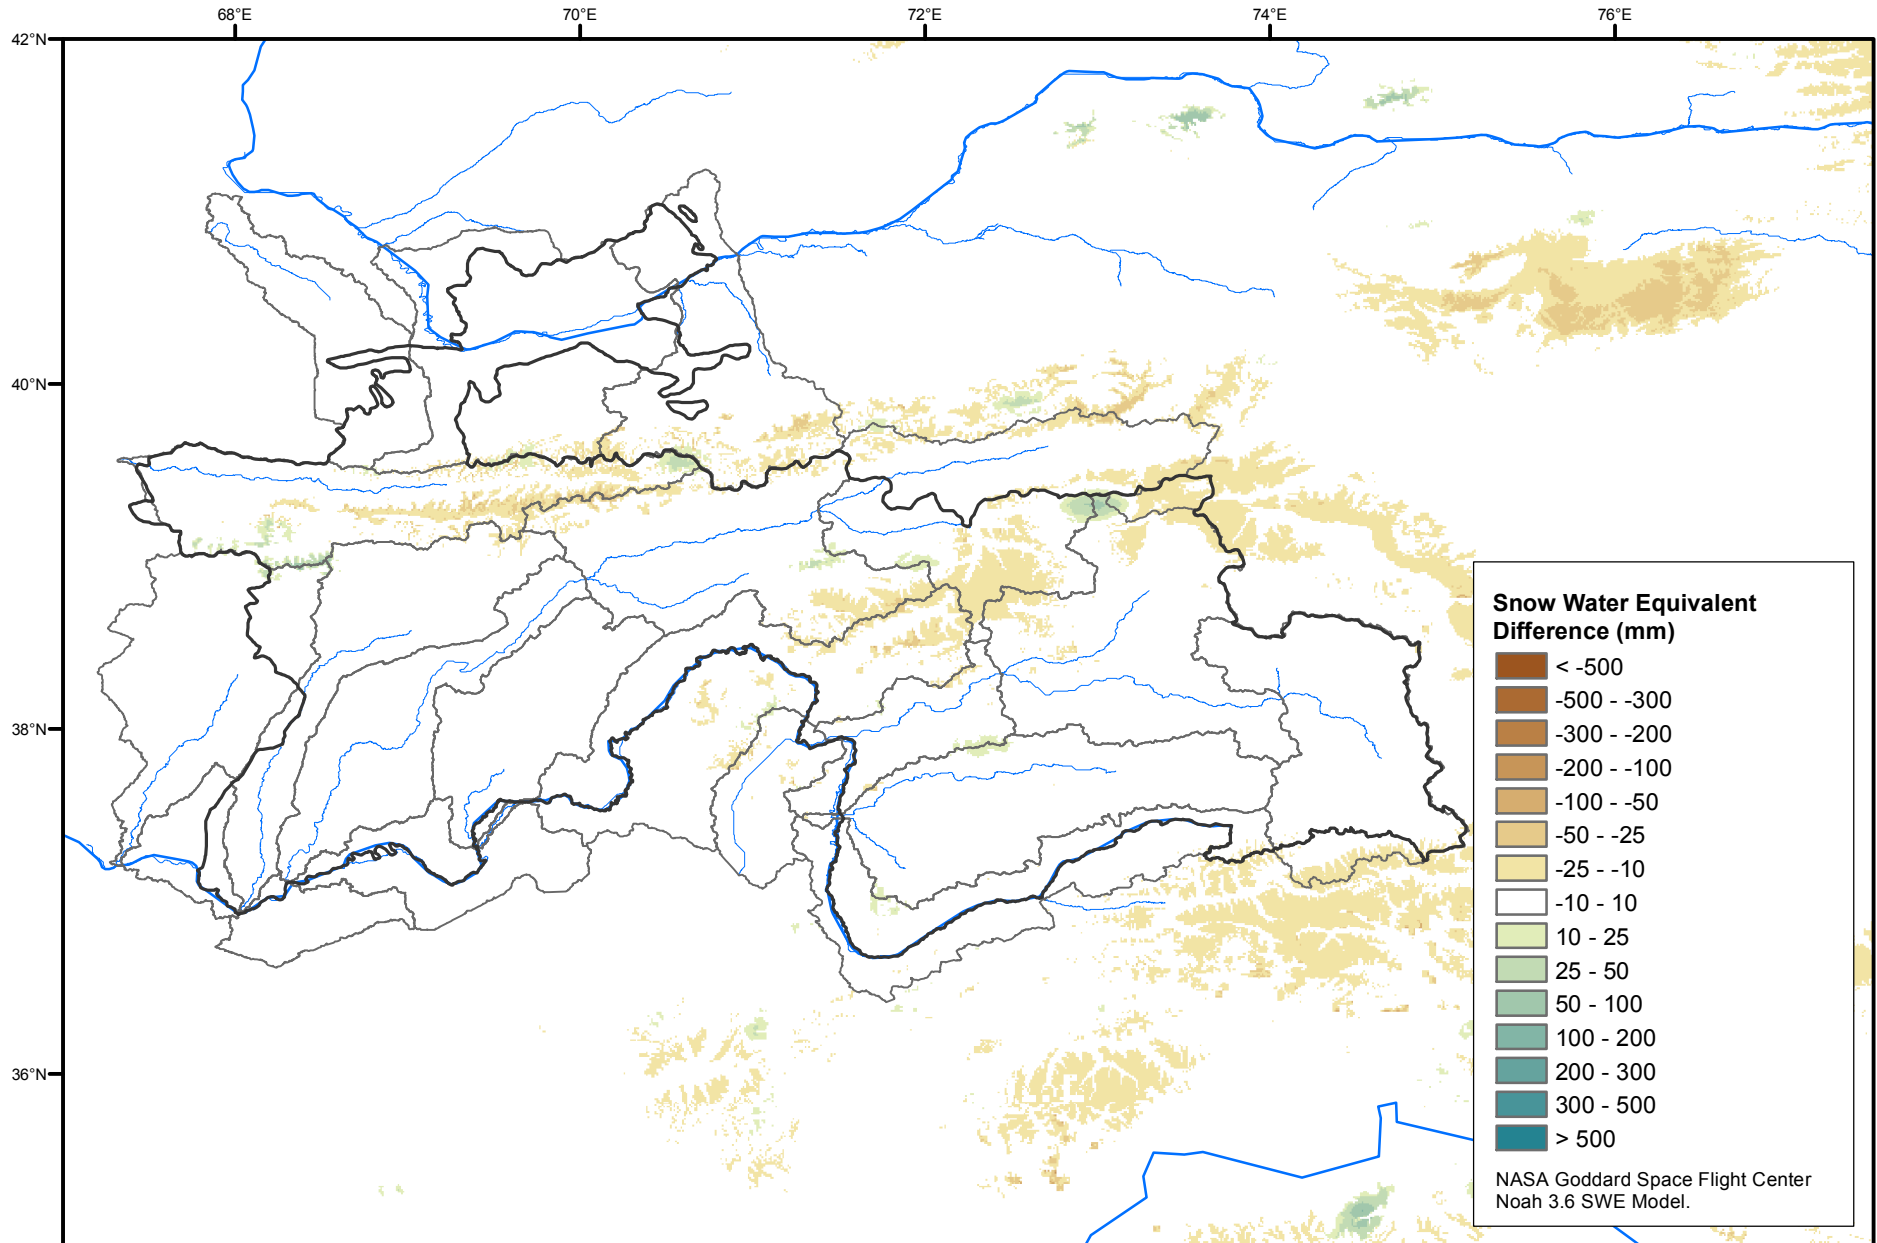 68°E
70°E
72°E
74°E
76°E
42°N
40°N
38°N
36°N
Snow Water Equivalent
Difference (mm)
< -500
-500 - -300
-300 - -200
-200 - -100
-100 - -50
-50 - -25
-25 - -10
-10 - 10
10 - 25
25 - 50
50 - 100
100 - 200
200 - 300
300 - 500
> 500
NASA Goddard Space Flight Center
Noah 3.6 SWE Model.